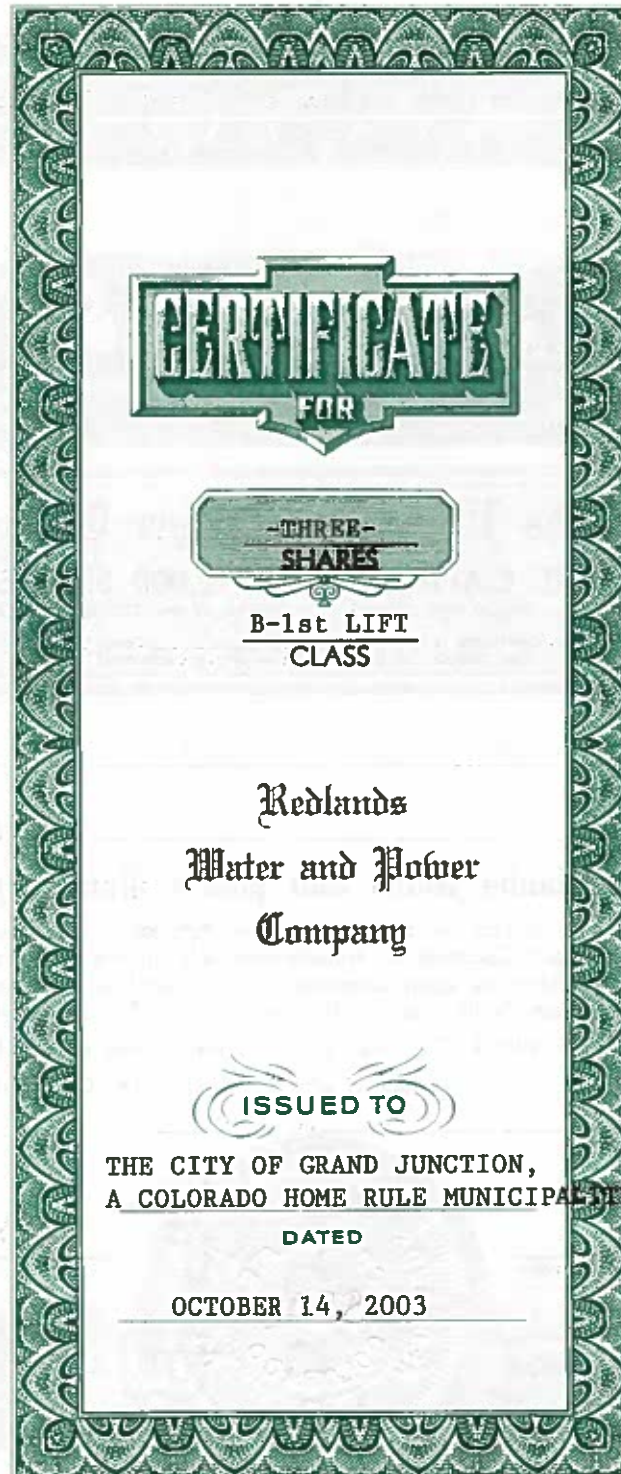 CERTIFICATE
FOR
-THREE-
SHARES
B-1st LIFT
CLASS
Redlands
Water and Power
Company
ISSUED TO
THE CITY OF GRAND JUNCTION,
A COLORADO HOME RULE MUNICIPALITY
DATED
OCTOBER 14, 2003